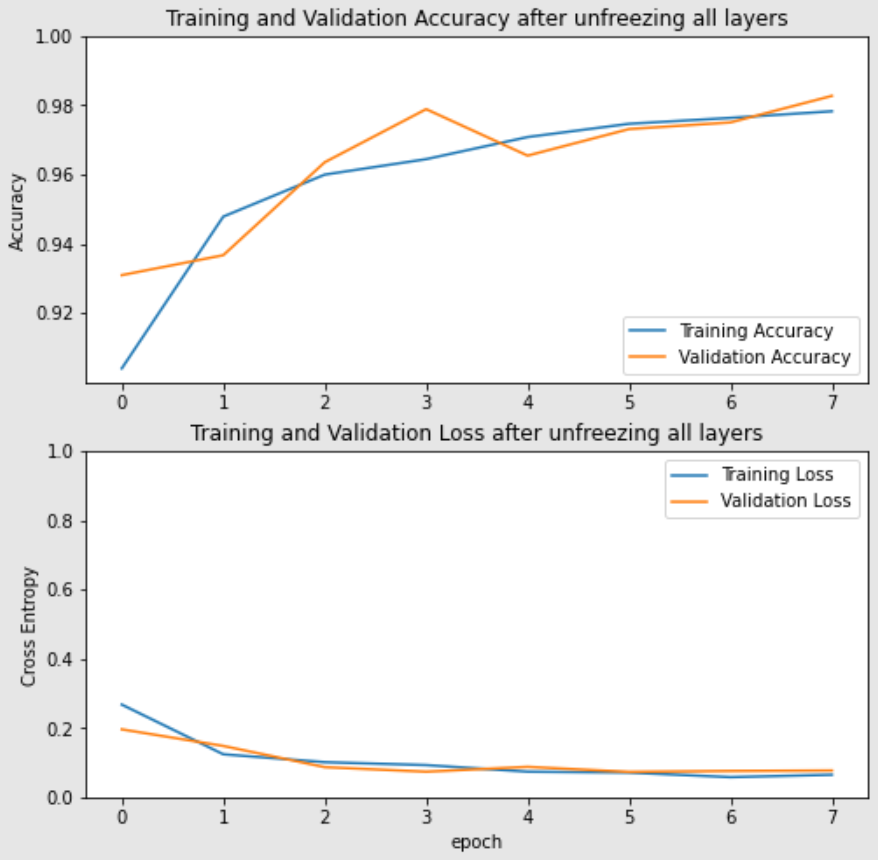 Training and Validation Accuracy after unfreezing all layers
1.00
0.98
0.96
0.94
0.92
Accuracy
Training Accuracy
Validation Accuracy
0 1 2 3 4 5 6 7
Training and Validation Loss after unfreezing all layers
1.0
0.8
0.6
0.4
0.2
0.0
Cross Entropy
Training Loss
Validation Loss
0 1 2 3 4 5 6 7
epoch